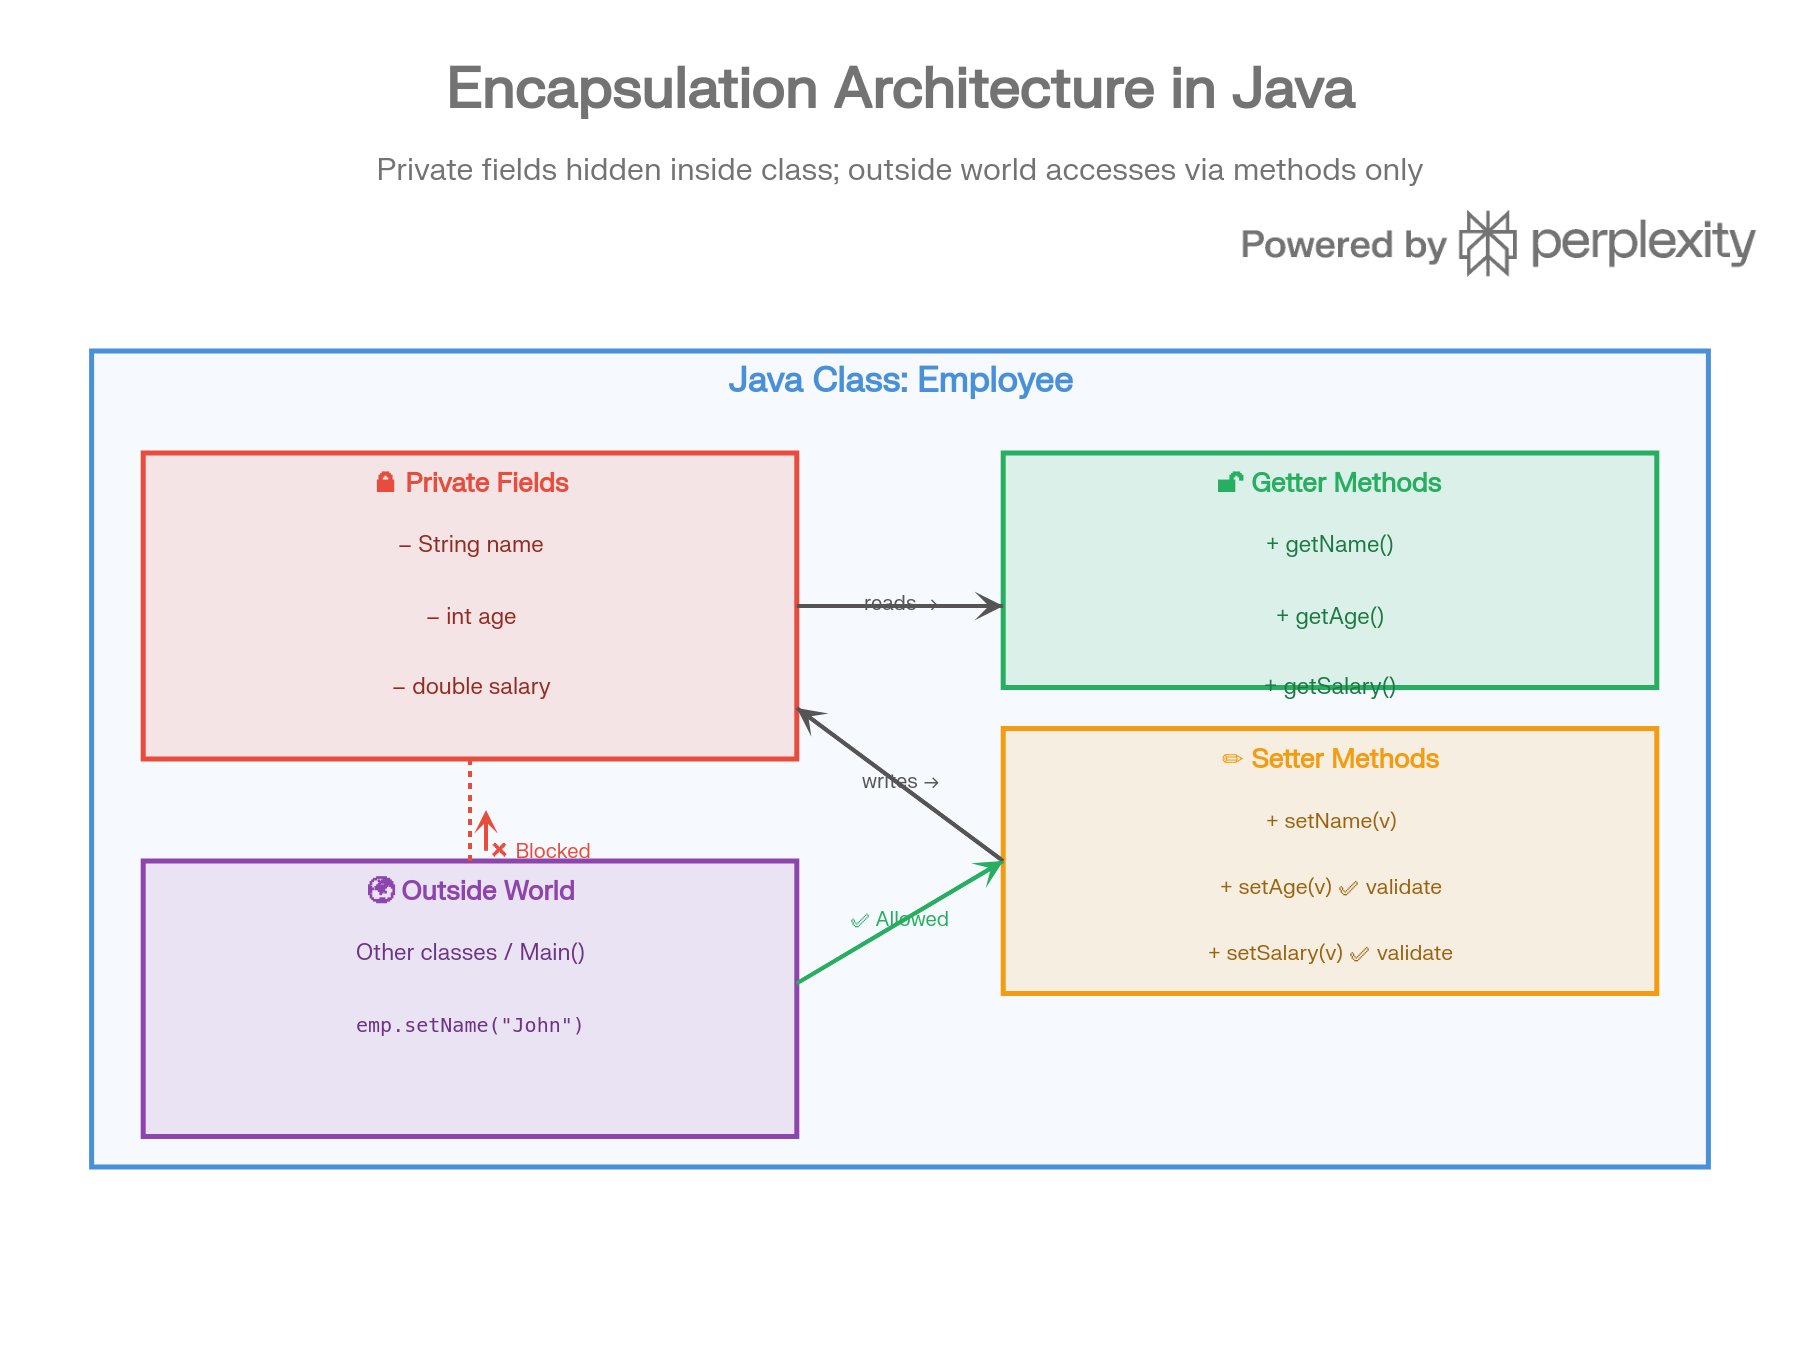 Encapsulation Architecture in Java
Private fields hidden inside class; outside world accesses via methods only
Powered by perplexity
Java Class: Employee
🔒 Private Fields
– String name
– int age
– double salary
reads →
🔓 Getter Methods
+ getName()
+ getAge()
+ getSalary()
writes →
✏ Setter Methods
+ setName(v)
+ setAge(v) ✅ validate
+ setSalary(v) ✅ validate
❌ Blocked
🌍 Outside World
Other classes / Main()
emp.setName("John")
✅ Allowed